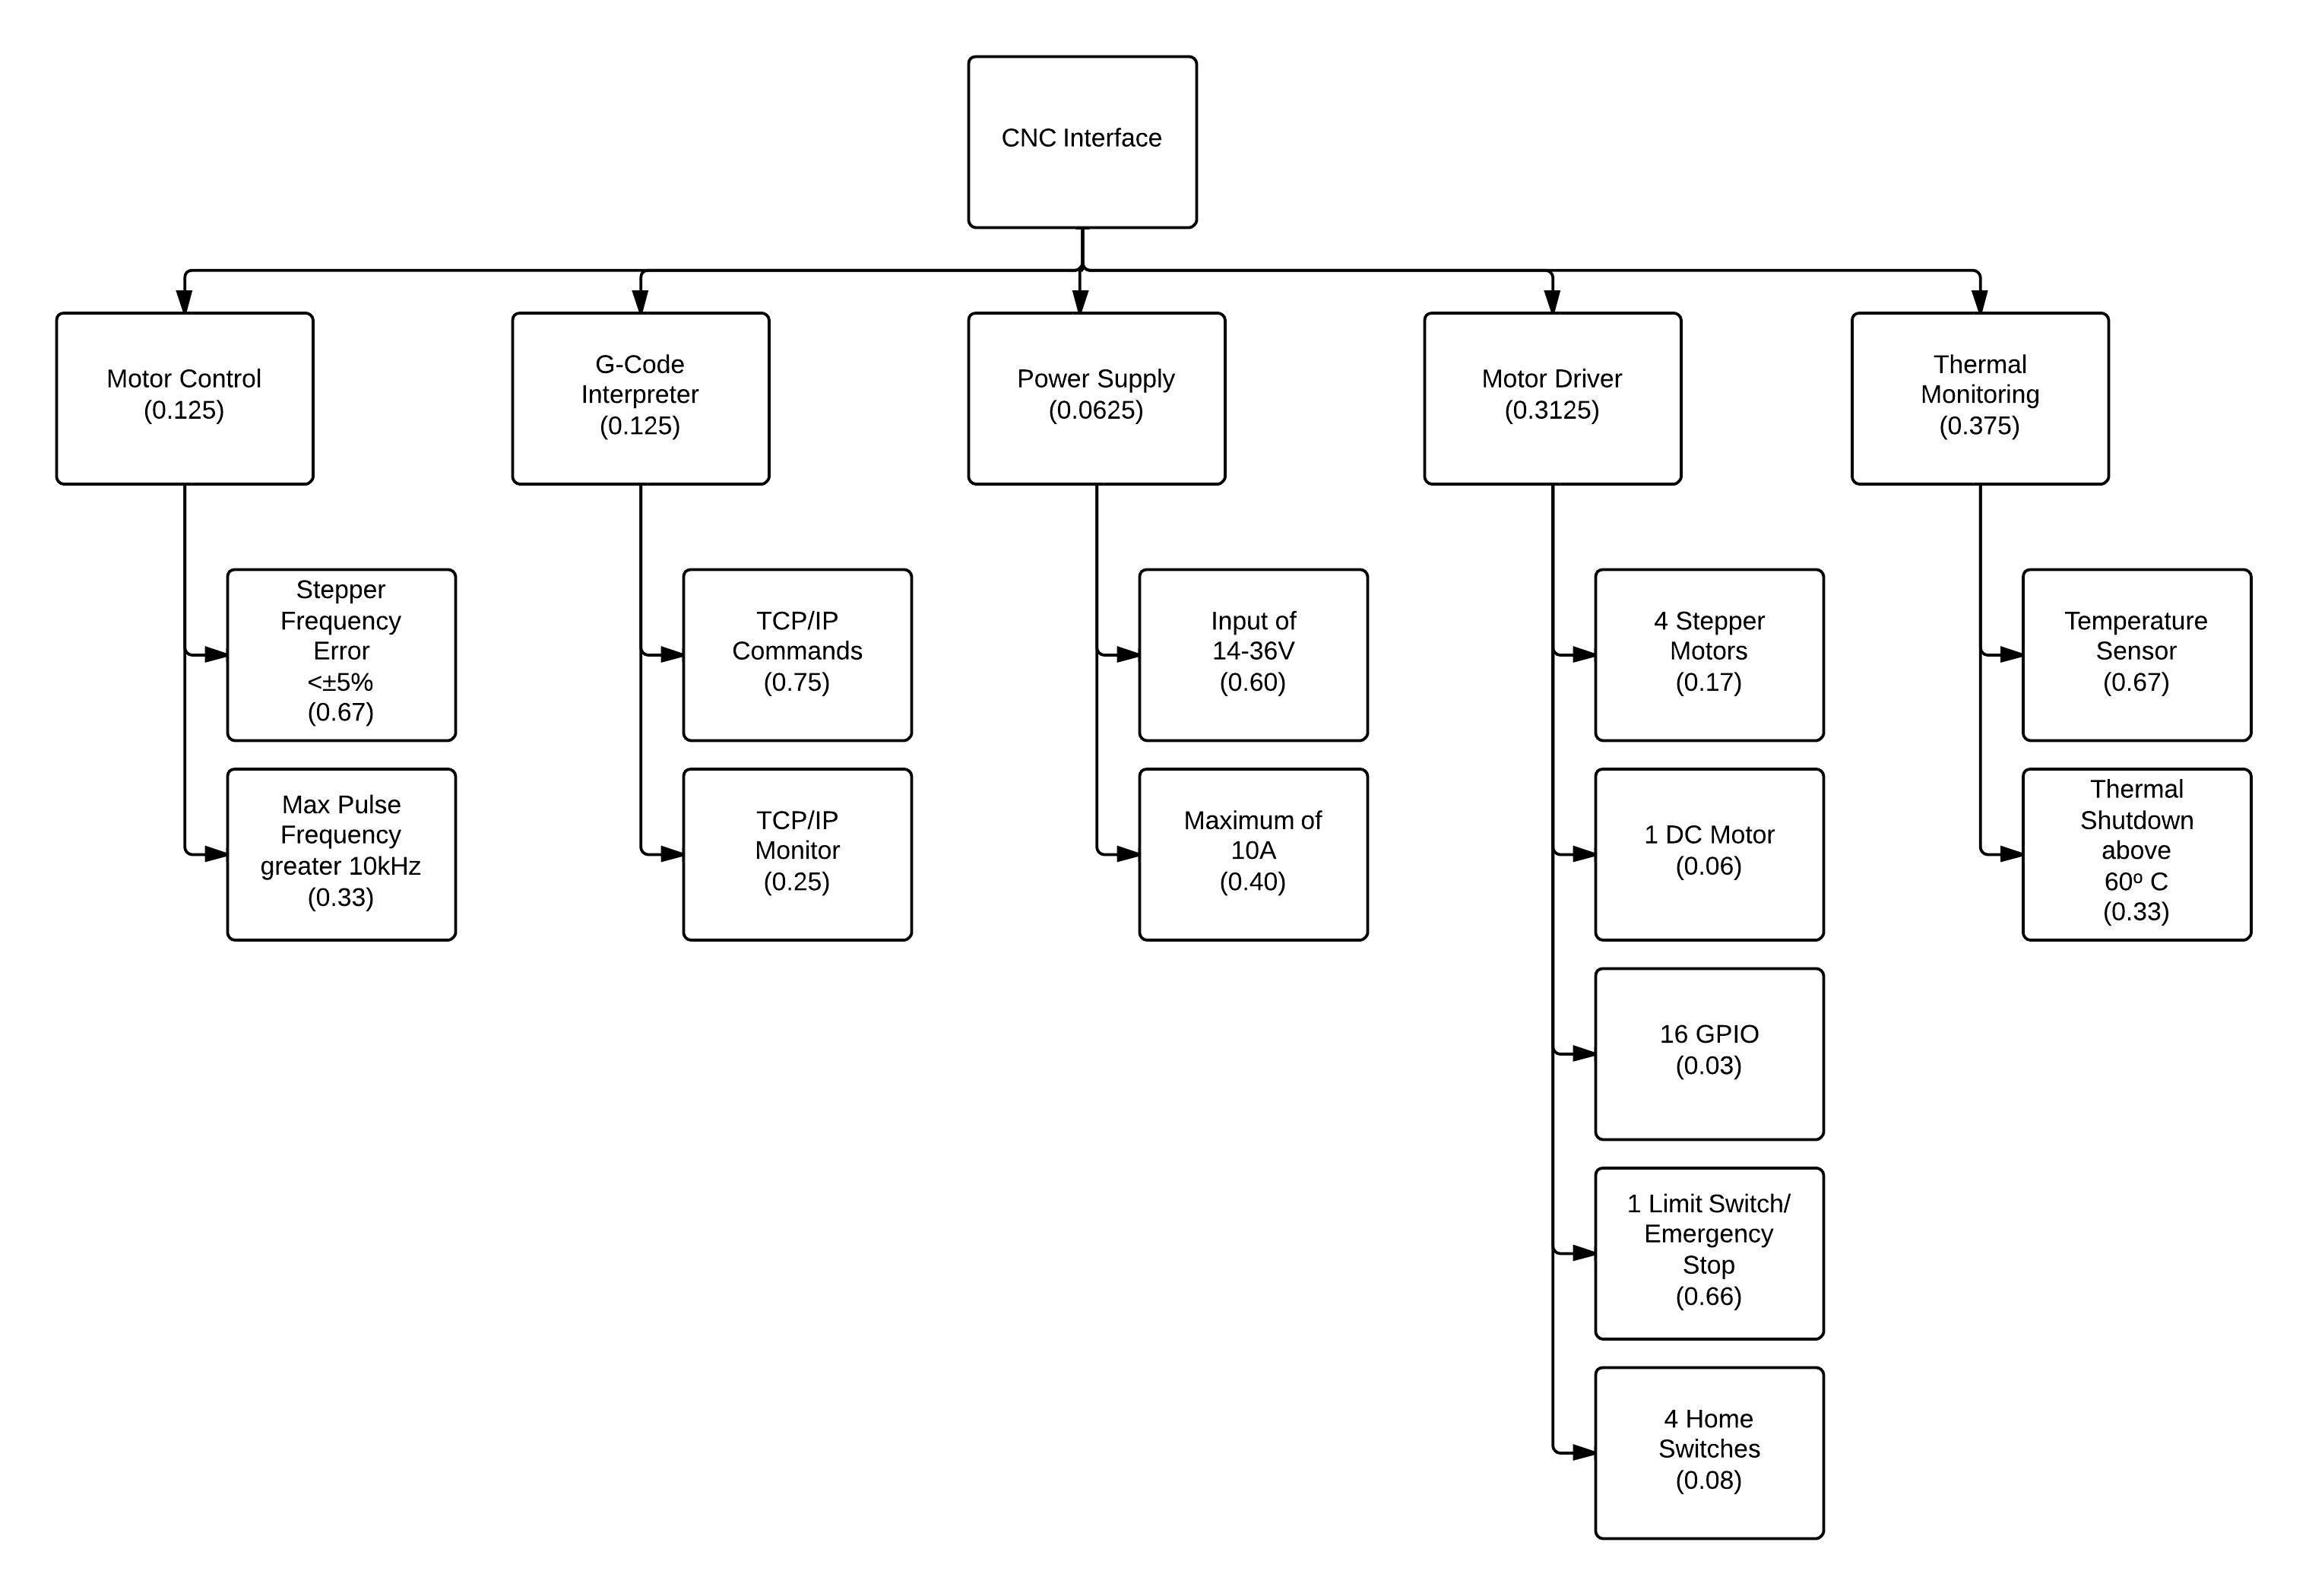 CNC Interface
Motor Control
(0.125)
G-Code
Interpreter
(0.125)
Power Supply
(0.0625)
Motor Driver
(0.3125)
Thermal
Monitoring
(0.375)
Stepper
Frequency
Error
<±5%
(0.67)
Max Pulse
Frequency
greater 10kHz
(0.33)
TCP/IP
Commands
(0.75)
TCP/IP
Monitor
(0.25)
Input of
14-36V
(0.60)
Maximum of
10A
(0.40)
4 Stepper
Motors
(0.17)
1 DC Motor
(0.06)
16 GPIO
(0.03)
1 Limit Switch/
Emergency
Stop
(0.66)
4 Home
Switches
(0.08)
Temperature
Sensor
(0.67)
Thermal
Shutdown
above
60º C
(0.33)